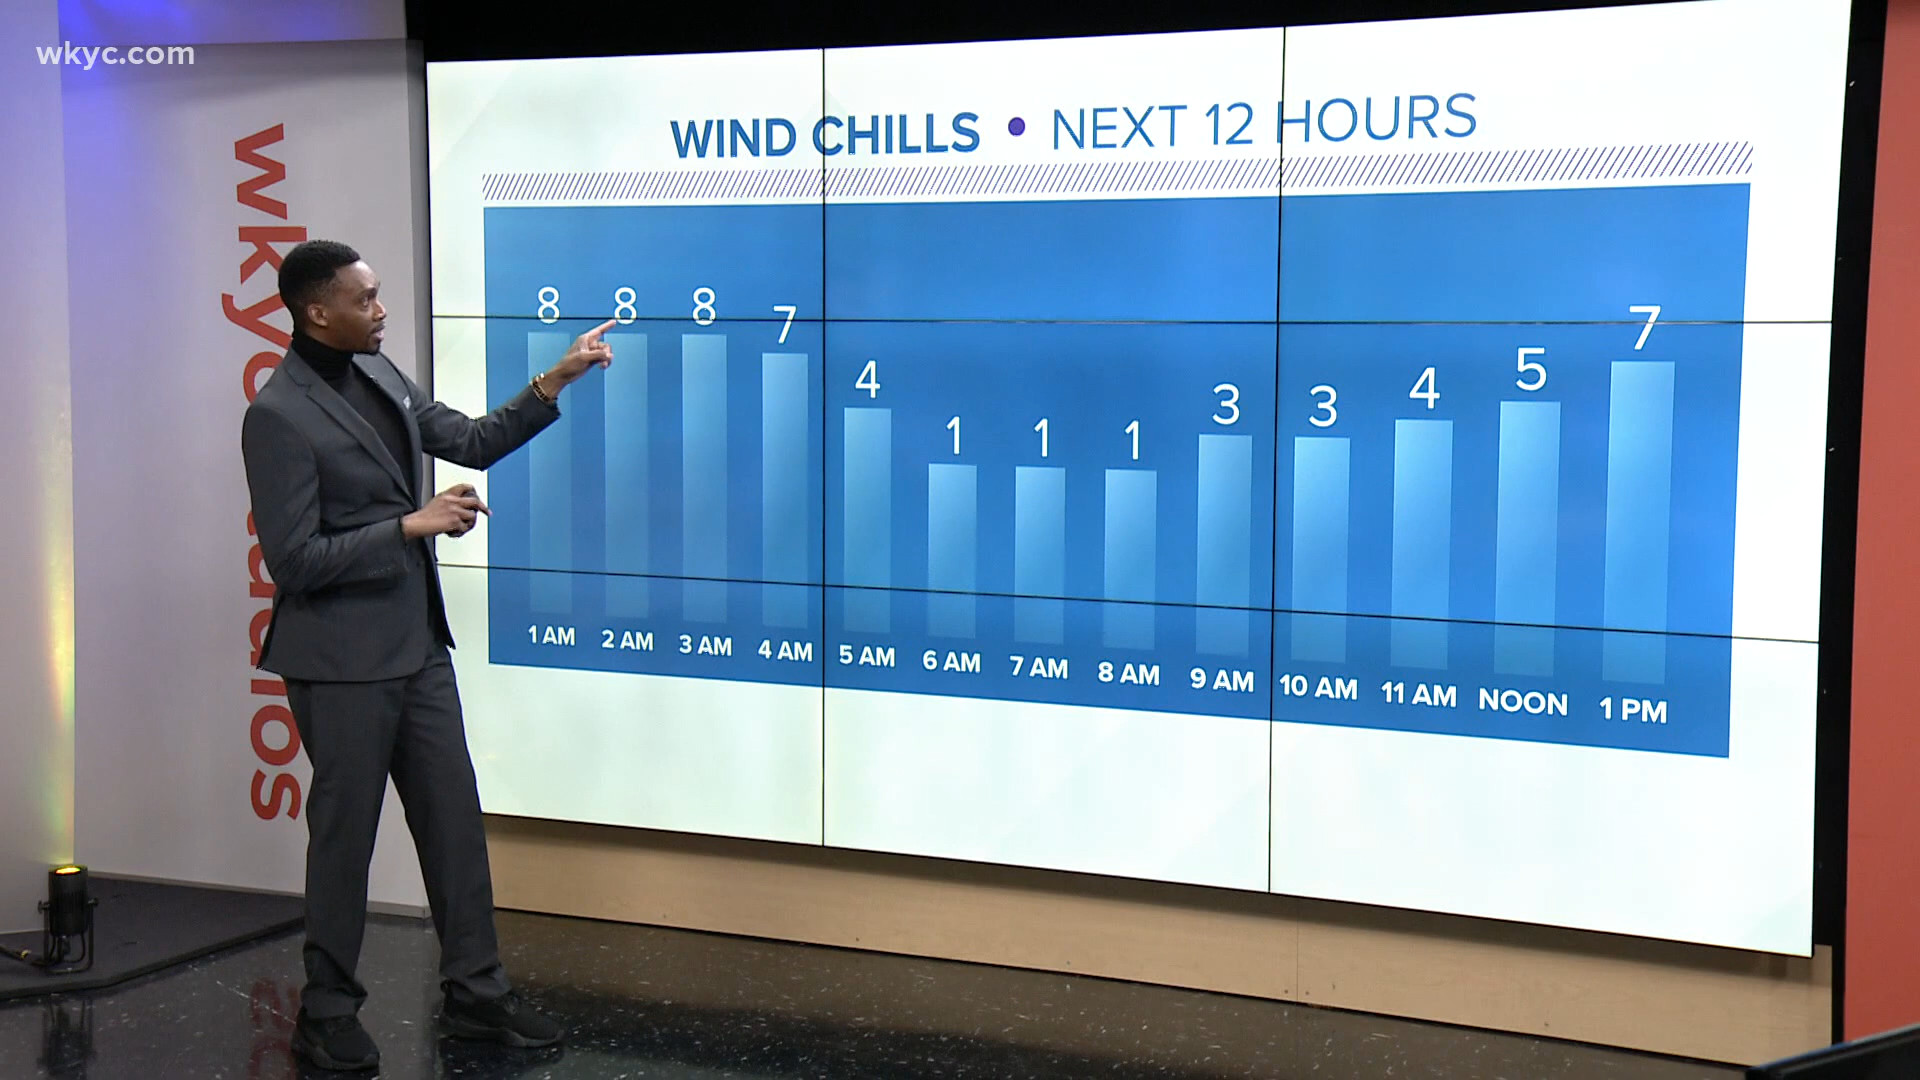 wkyc.com
WIND CHILLS • NEXT 12 HOURS
8 8 8 7 4 1 1 1 3 3 4 5 7
1 AM 2 AM 3 AM 4 AM 5 AM 6 AM 7 AM 8 AM 9 AM 10 AM 11 AM NOON 1 PM